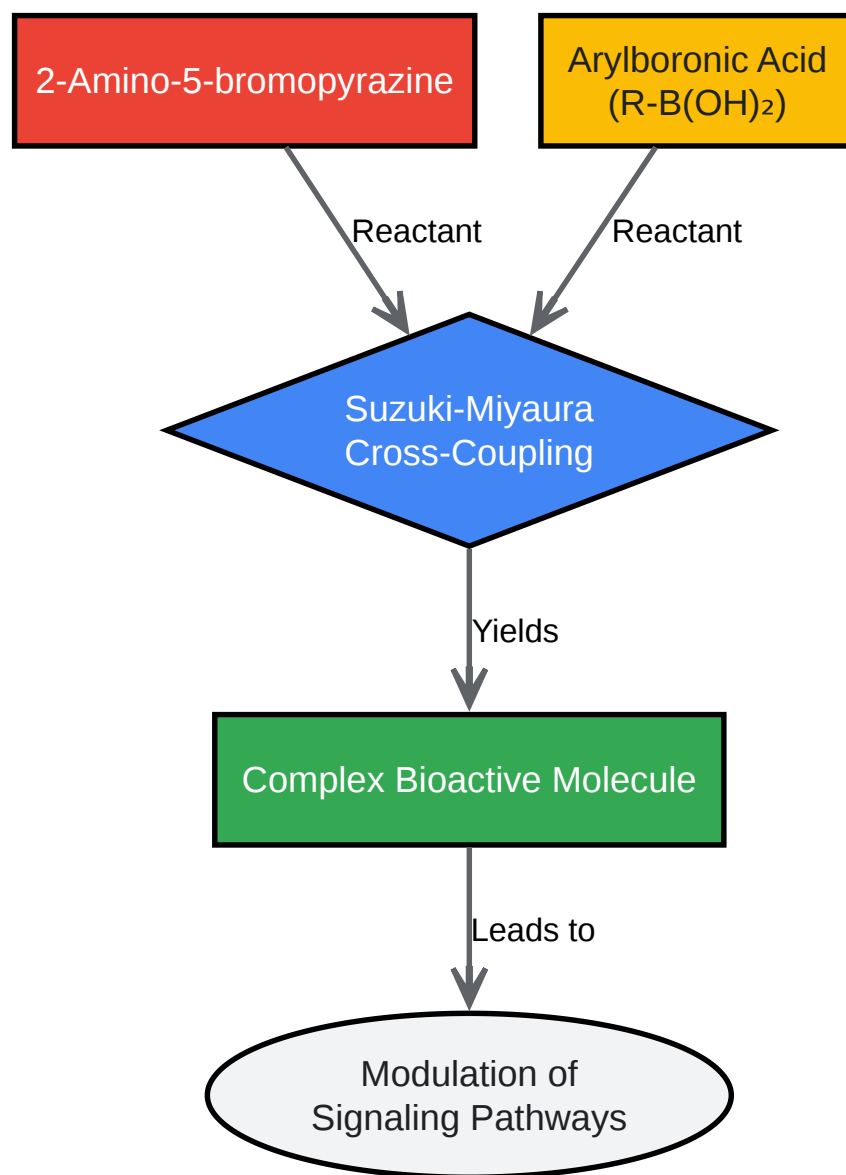 2-Amino-5-bromopyrazine
Arylboronic Acid
(R-B(OH)₂)
Reactant
Reactant
Suzuki-Miyaura
Cross-Coupling
Yields
Complex Bioactive Molecule
Leads to
Modulation of
Signaling Pathways